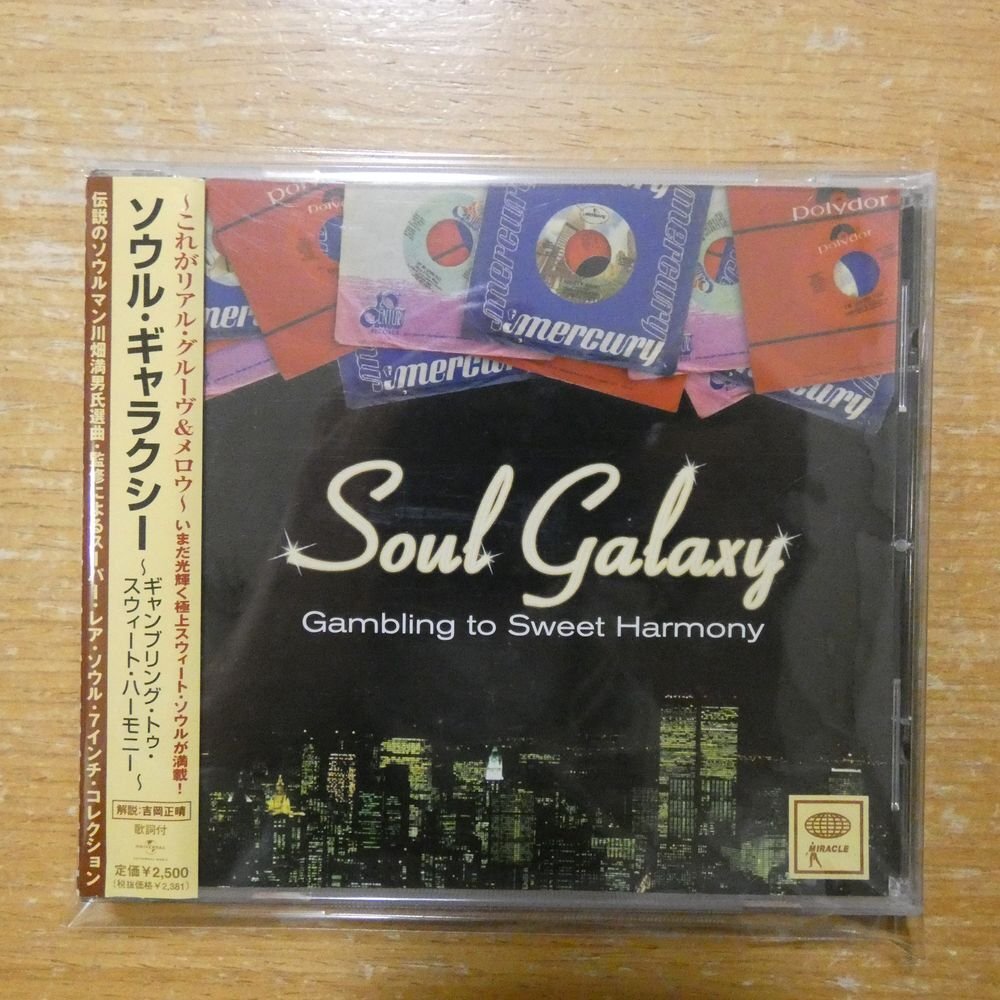 伝説のソウルマン川畑満男氏選曲・監修によるスーパー・レア・ソウル・7インチ・コレクション
〜これがリアル・グルーヴ&メロウ〜 いまだ光輝く極上スウィート・ソウルが満載!
ソウル・ギャラクシー
〜ギャンブリング・トゥ・
スウィート・ハーモニー〜
解説:吉岡正晴
歌詞付
UNIVERSAL
定価¥2,500
(税抜価格¥2,381)
Polydor
mercury
mercury
mercury
mercury
mercury
20
CENTURY
polydor
polydor
Soul Galaxy
Gambling to Sweet Harmony
MIRACLE